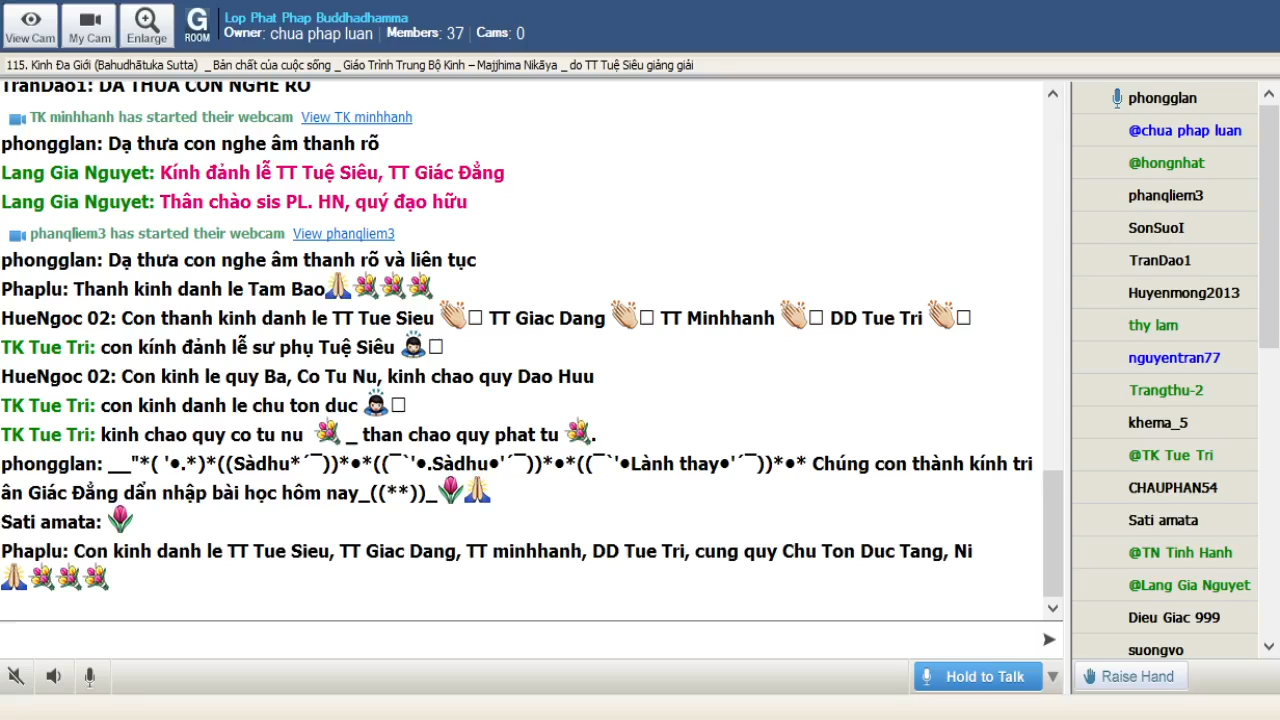 View Cam
My Cam
Enlarge
G ROOM
Lop Phat Phap Buddhadhamma
Owner: chua phap luan | Members: 37 | Cams: 0
115. Kinh Đa Giới (Bahudhātuka Sutta) _ Bản chất của cuộc sống _ Giáo Trình Trung Bộ Kinh – Majjhima Nikāya _ do TT Tuệ Siêu giảng giải
TranDao1: DẠ THƯA CON NGHE RÕ
TK minhhanh has started their webcam View TK minhhanh
phongglan: Dạ thưa con nghe âm thanh rõ
Lang Gia Nguyet: Kính đảnh lễ TT Tuệ Siêu, TT Giác Đẳng
Lang Gia Nguyet: Thân chào sis PL. HN, quý đạo hữu
phanqliem3 has started their webcam View phanqliem3
phongglan: Dạ thưa con nghe âm thanh rõ và liên tục
Phaplu: Thanh kinh danh le Tam Bao🙏💐💐💐
HueNgoc 02: Con thanh kinh danh le TT Tue Sieu 👏□ TT Giac Dang 👏□ TT Minhhanh 👏□ DD Tue Tri 👏□
TK Tue Tri: con kính đảnh lễ sư phụ Tuệ Siêu 🙇□
HueNgoc 02: Con kinh le quy Ba, Co Tu Nu, kinh chao quy Dao Huu
TK Tue Tri: con kinh danh le chu ton duc 🙇□
TK Tue Tri: kinh chao quy co tu nu 💐 _ than chao quy phat tu 💐.
phongglan: __"*( '●.*)*((Sàdhu*´¯))*●*((¯`'●.Sàdhu●'´¯))*●*((¯`'●Lành thay●'´¯))*●* Chúng con thành kính tri
ân Giác Đẳng dẩn nhập bài học hôm nay_((**))_🌷🙏
Sati amata: 🌷
Phaplu: Con kinh danh le TT Tue Sieu, TT Giac Dang, TT minhhanh, DD Tue Tri, cung quy Chu Ton Duc Tang, Ni
🙏💐💐💐
Hold to Talk
phongglan
@chua phap luan
@hongnhat
phanqliem3
SonSuoI
TranDao1
Huyenmong2013
thy lam
nguyentran77
Trangthu-2
khema_5
@TK Tue Tri
CHAUPHAN54
Sati amata
@TN Tinh Hanh
@Lang Gia Nguyet
Dieu Giac 999
suongvo
Raise Hand